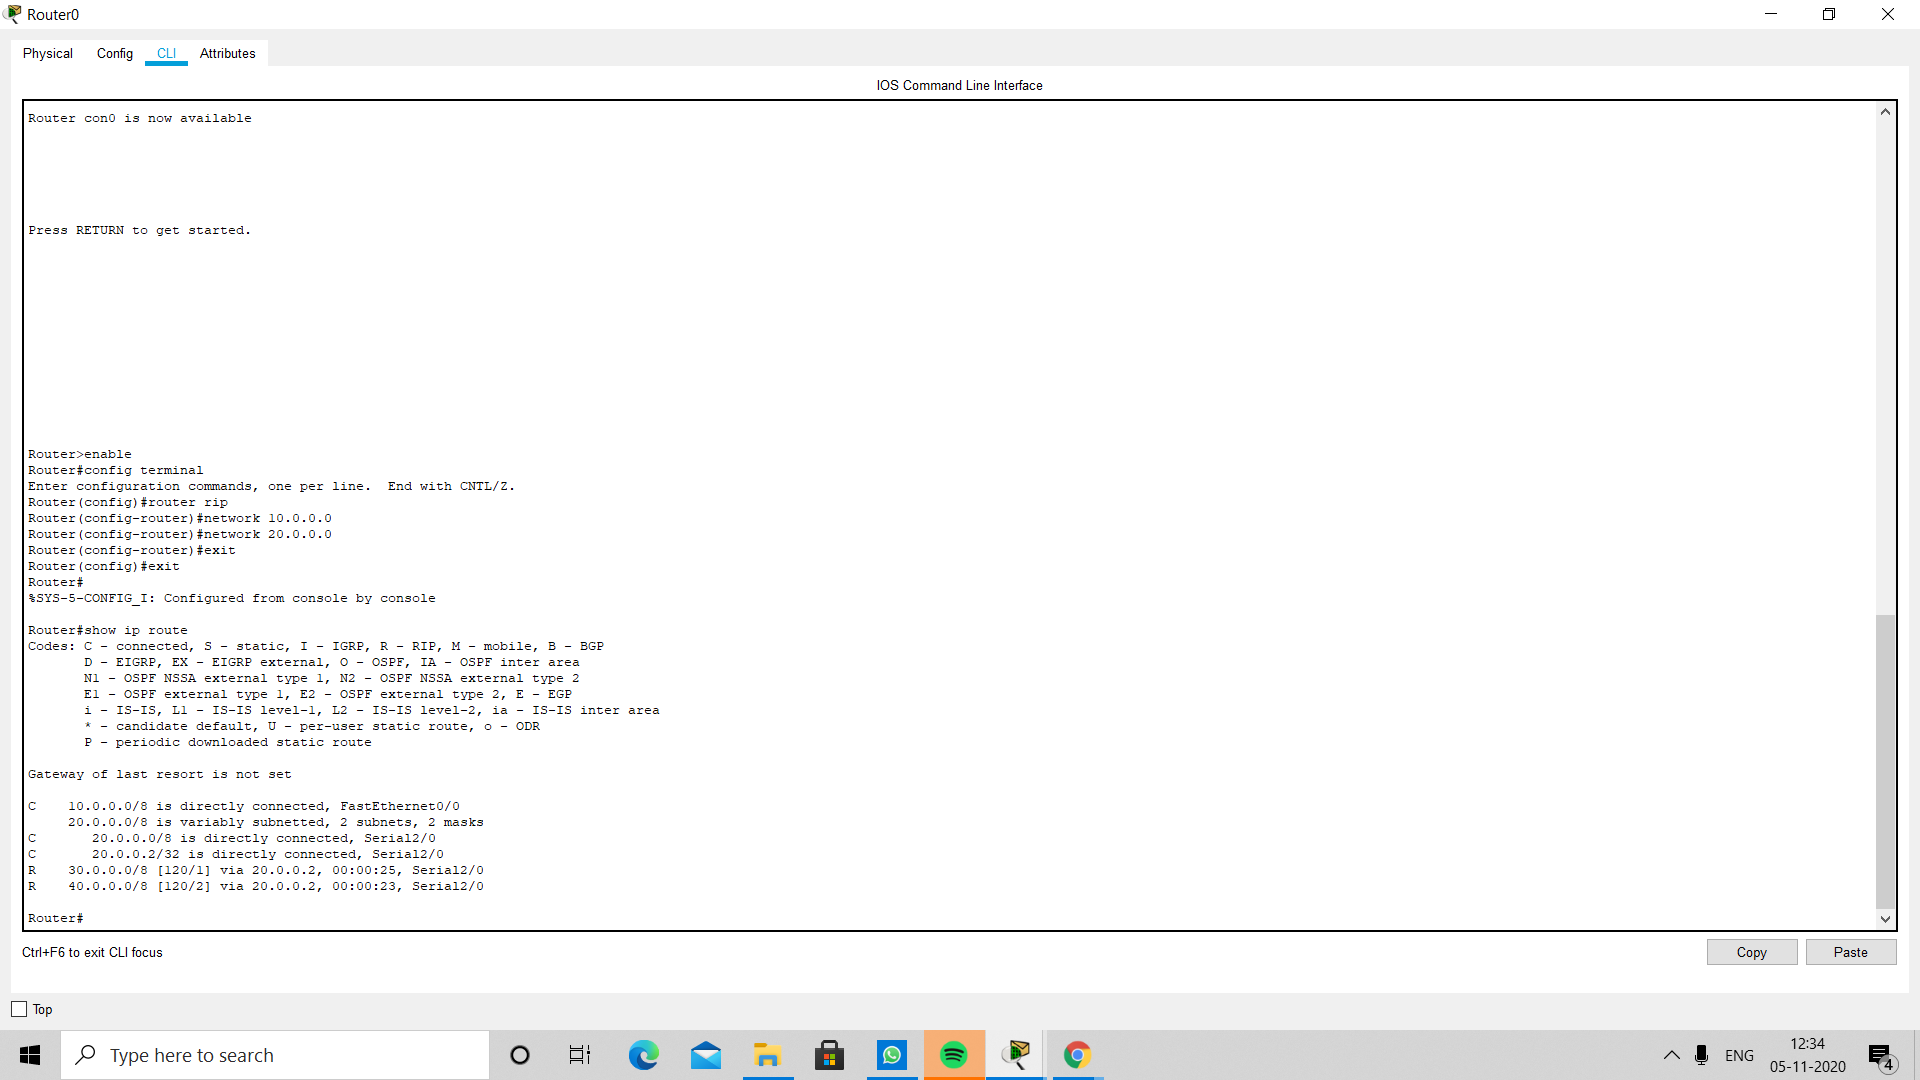 Router0
Physical Config CLI Attributes
IOS Command Line Interface
Router con0 is now available
Press RETURN to get started.
Router>enable
Router#config terminal
Enter configuration commands, one per line.  End with CNTL/Z.
Router(config)#router rip
Router(config-router)#network 10.0.0.0
Router(config-router)#network 20.0.0.0
Router(config-router)#exit
Router(config)#exit
Router#
%SYS-5-CONFIG_I: Configured from console by console
Router#show ip route
Codes: C - connected, S - static, I - IGRP, R - RIP, M - mobile, B - BGP
       D - EIGRP, EX - EIGRP external, O - OSPF, IA - OSPF inter area
       N1 - OSPF NSSA external type 1, N2 - OSPF NSSA external type 2
       E1 - OSPF external type 1, E2 - OSPF external type 2, E - EGP
       i - IS-IS, L1 - IS-IS level-1, L2 - IS-IS level-2, ia - IS-IS inter area
       * - candidate default, U - per-user static route, o - ODR
       P - periodic downloaded static route
Gateway of last resort is not set
C    10.0.0.0/8 is directly connected, FastEthernet0/0
     20.0.0.0/8 is variably subnetted, 2 subnets, 2 masks
C       20.0.0.0/8 is directly connected, Serial2/0
C       20.0.0.2/32 is directly connected, Serial2/0
R    30.0.0.0/8 [120/1] via 20.0.0.2, 00:00:25, Serial2/0
R    40.0.0.0/8 [120/2] via 20.0.0.2, 00:00:23, Serial2/0
Router#
Ctrl+F6 to exit CLI focus
Copy Paste
Top
Type here to search
ENG
12:34
05-11-2020
4